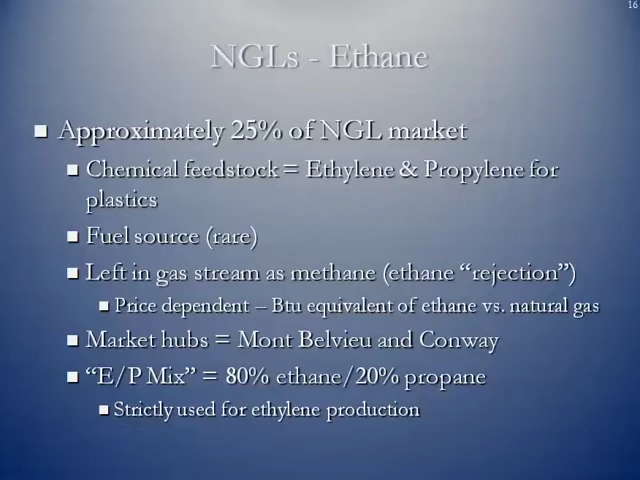 16
NGLs - Ethane
Approximately 25% of NGL market
Chemical feedstock = Ethylene & Propylene for
plastics
Fuel source (rare)
Left in gas stream as methane (ethane “rejection”)
Price dependent – Btu equivalent of ethane vs. natural gas
Market hubs = Mont Belvieu and Conway
“E/P Mix” = 80% ethane/20% propane
Strictly used for ethylene production